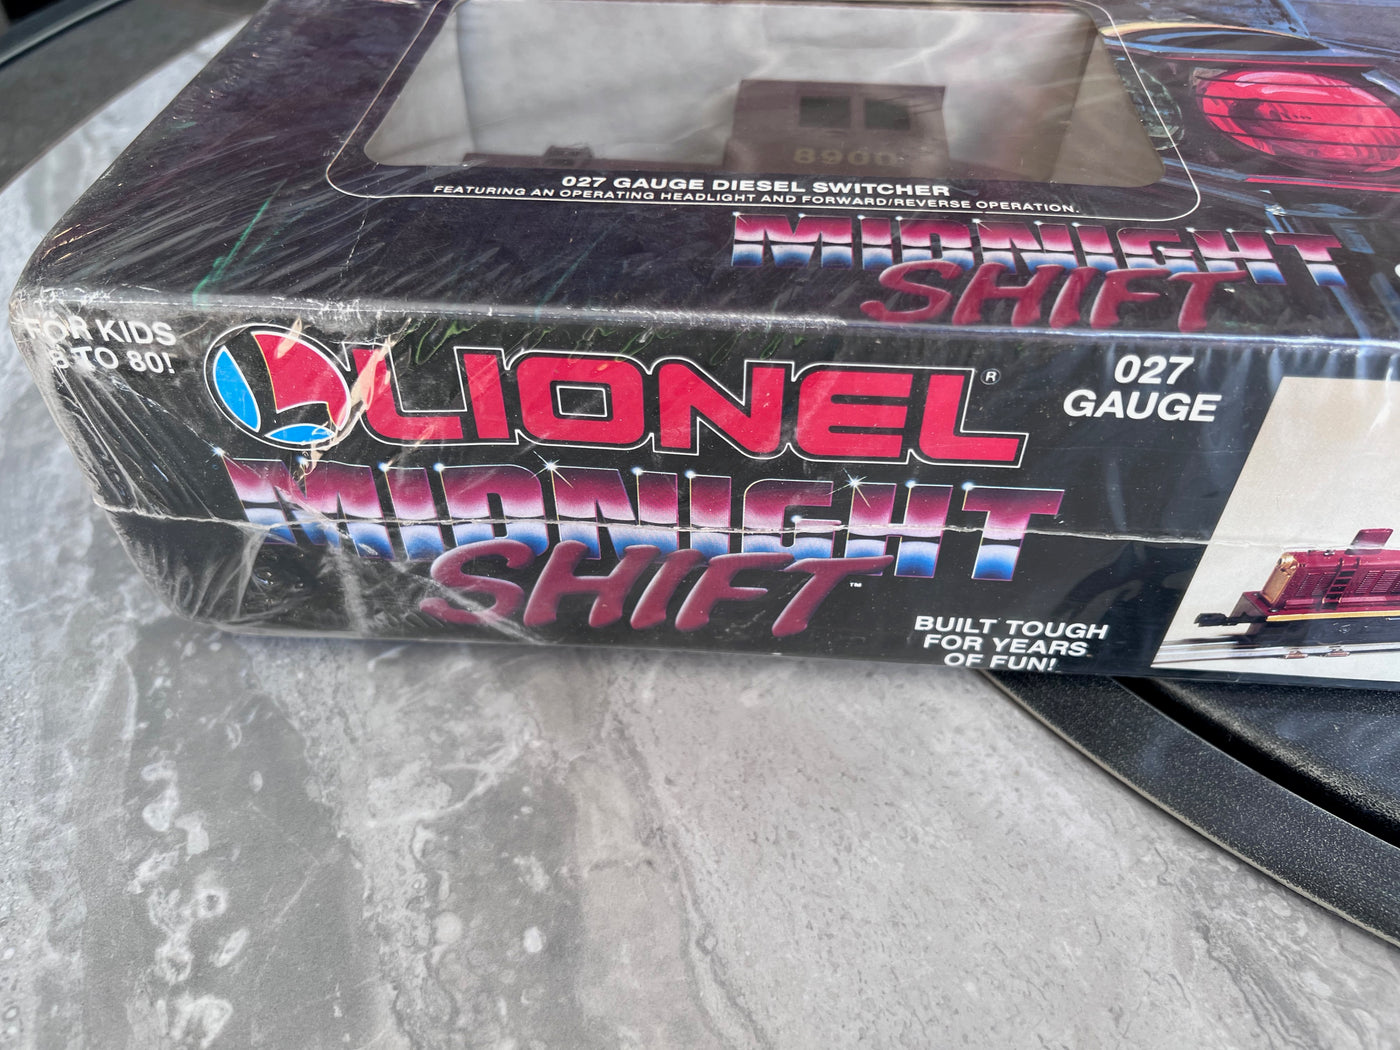 8900
027 GAUGE DIESEL SWITCHER
FEATURING AN OPERATING HEADLIGHT AND FORWARD/REVERSE OPERATION.
MIDNIGHT
SHIFT
FOR KIDS
8 TO 80!
LIONEL®
027
GAUGE
MIDNIGHT
SHIFT™
BUILT TOUGH
FOR YEARS
OF FUN!